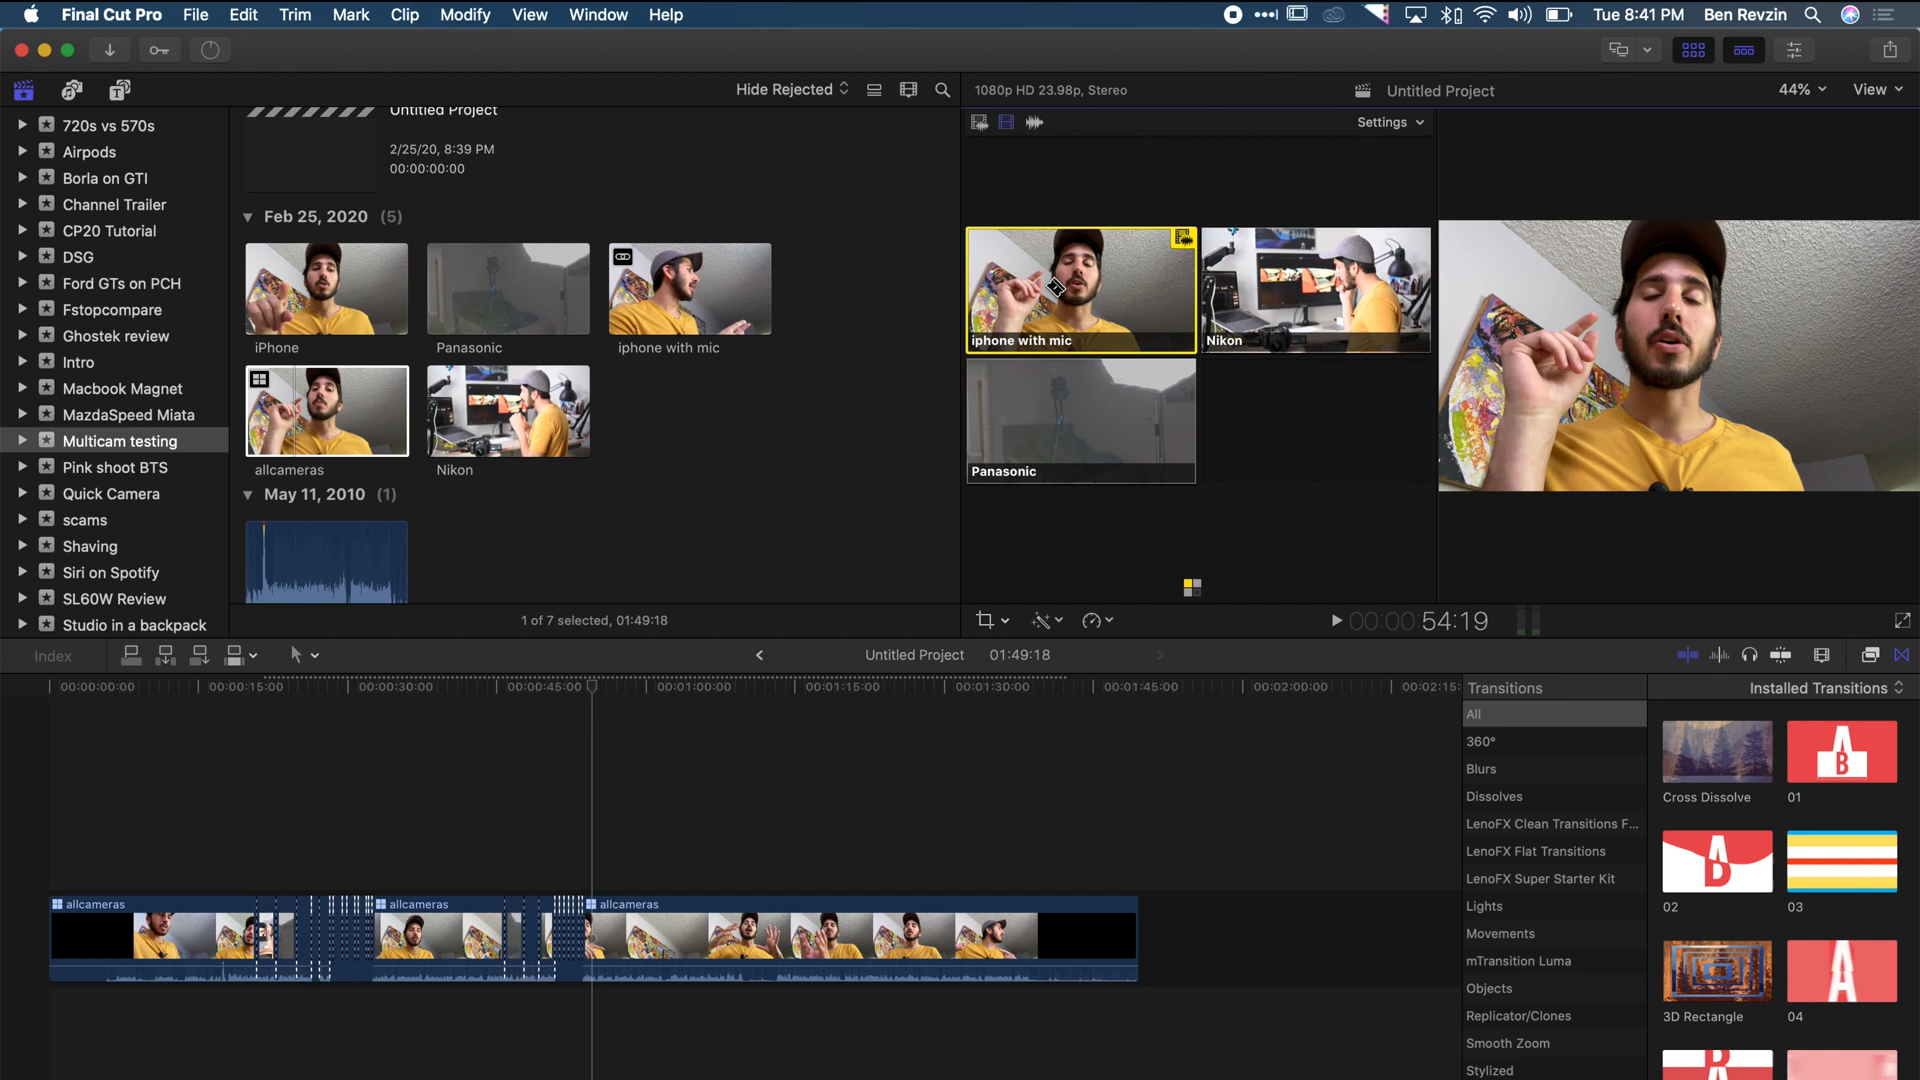 Final Cut Pro File Edit Trim Mark Clip Modify View Window Help Tue 8:41 PM Ben Revzin
Hide Rejected
1080p HD 23.98p, Stereo
Untitled Project
44%
View
720s vs 570s
Airpods
Borla on GTI
Channel Trailer
CP20 Tutorial
DSG
Ford GTs on PCH
Fstopcompare
Ghostek review
Intro
Macbook Magnet
MazdaSpeed Miata
Multicam testing
Pink shoot BTS
Quick Camera
scams
Shaving
Siri on Spotify
SL60W Review
Studio in a backpack
Untitled Project
2/25/20, 8:39 PM
00:00:00:00
Feb 25, 2020 (5)
iPhone
Panasonic
iphone with mic
allcameras
Nikon
May 11, 2010 (1)
1 of 7 selected, 01:49:18
Settings
iphone with mic
Nikon
Panasonic
00:00:00:54:19
Index
Untitled Project 01:49:18
00:00:00:00 00:00:15:00 00:00:30:00 00:00:45:00 00:01:00:00 00:01:15:00 00:01:30:00 00:01:45:00 00:02:00:00 00:02:15:
allcameras
allcameras
allcameras
Transitions
Installed Transitions
All
360°
Blurs
Dissolves
LenoFX Clean Transitions F...
LenoFX Flat Transitions
LenoFX Super Starter Kit
Lights
Movements
mTransition Luma
Objects
Replicator/Clones
Smooth Zoom
Stylized
A
B
Cross Dissolve
01
A
B
02
03
A
3D Rectangle
04